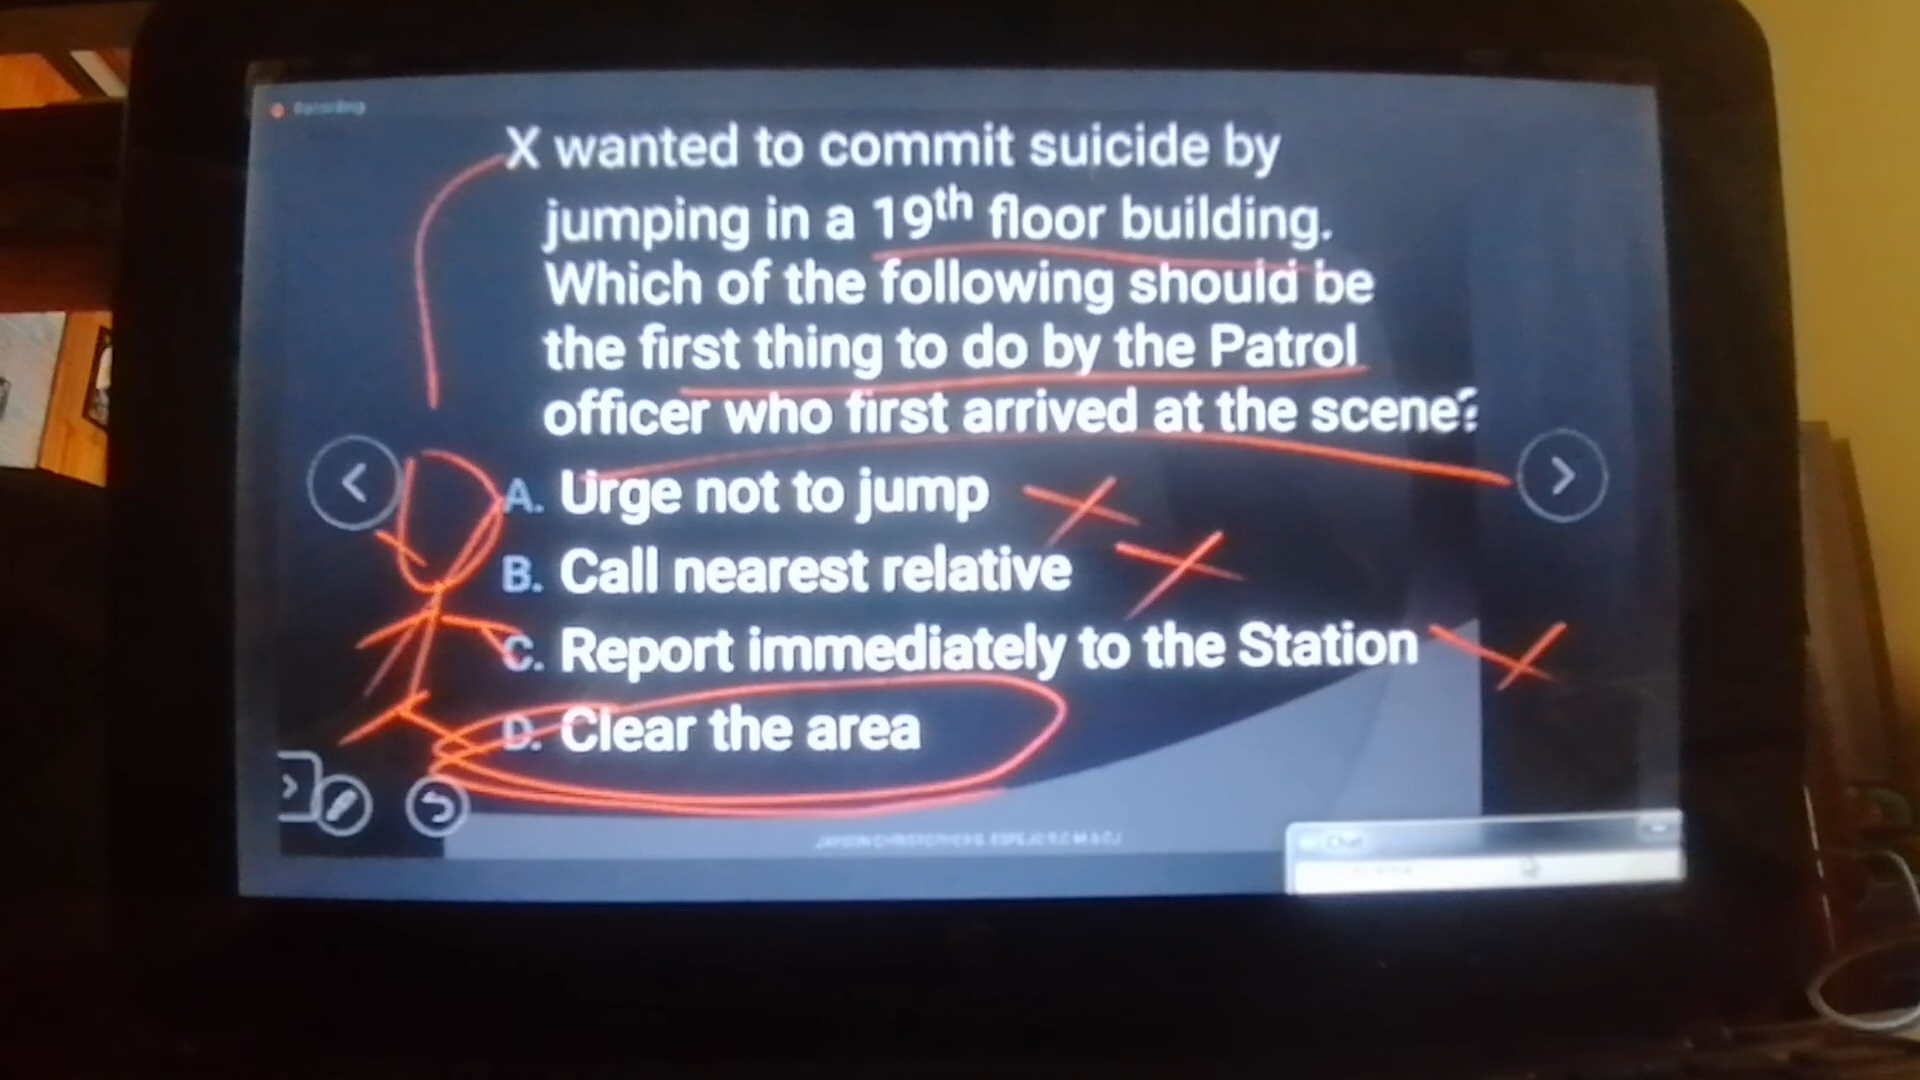 Recording
X wanted to commit suicide by
jumping in a 19th floor building.
Which of the following should be
the first thing to do by the Patrol
officer who first arrived at the scene?
A. Urge not to jump
B. Call nearest relative
C. Report immediately to the Station
D. Clear the area
Chat